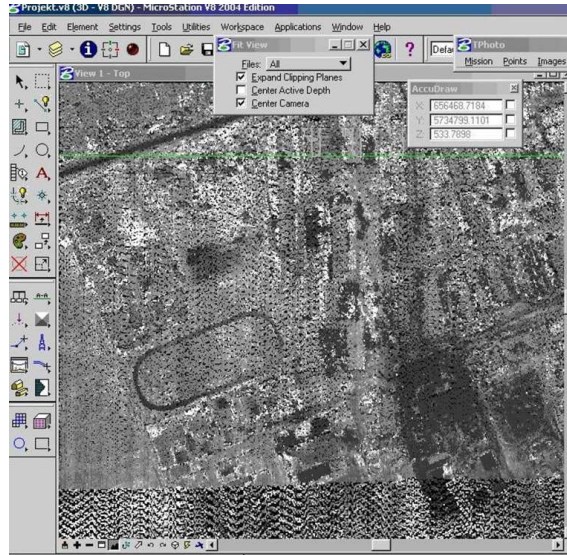 Projekt.v8 (3D - V8 DGN) - MicroStation V8 2004 Edition
File Edit Element Settings Tools Utilities Workspace Applications Window Help
Fit View
Files: All
Expand Clipping Planes
Center Active Depth
Center Camera
Defau
TPhoto
Mission Points Images
View 1 - Top
AccuDraw
X: 656468.7184
Y: 5734799.1101
Z: 533.7898